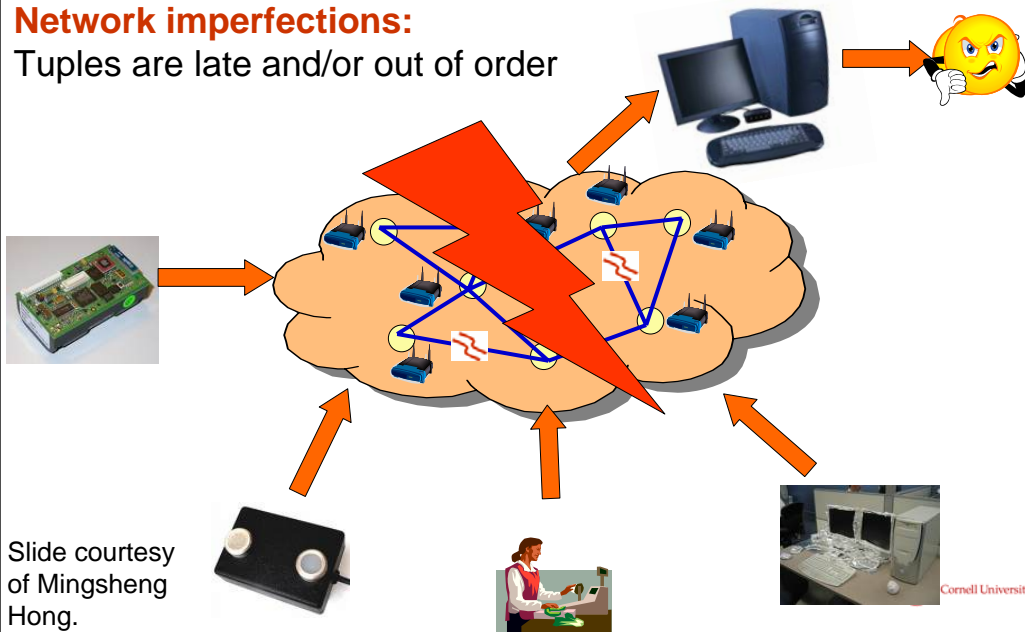 Network imperfections:
Tuples are late and/or out of order
Slide courtesy
of Mingsheng
Hong.
Cornell Universit